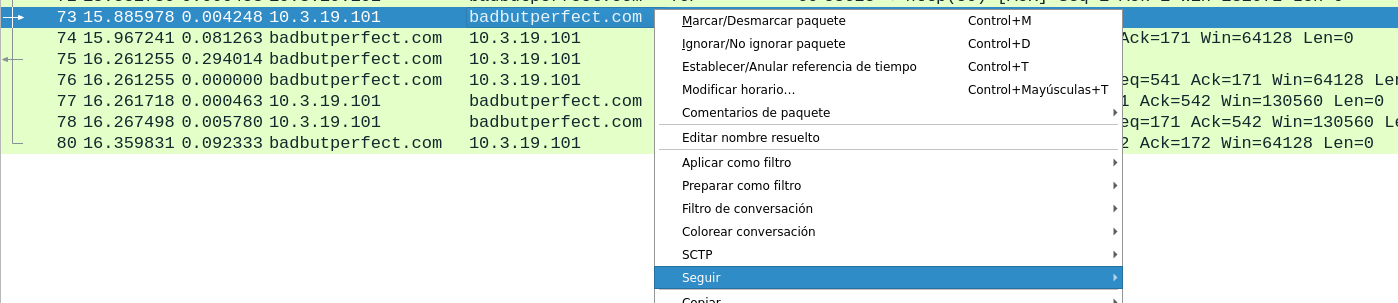 73 15.885978 0.004248 10.3.19.101 badbutperfect.com
Marcar/Desmarcar paquete Control+M
74 15.967241 0.081263 badbutperfect.com 10.3.19.101 Ack=171 Win=64128 Len=0
Ignorar/No ignorar paquete Control+D
75 16.261255 0.294014 badbutperfect.com 10.3.19.101
Establecer/Anular referencia de tiempo Control+T
76 16.261255 0.000000 badbutperfect.com 10.3.19.101 eq=541 Ack=171 Win=64128 Len
Modificar horario... Control+Mayúsculas+T
77 16.261718 0.000463 10.3.19.101 badbutperfect.com 1 Ack=542 Win=130560 Len=0
Comentarios de paquete
78 16.267498 0.005780 10.3.19.101 badbutperfect.com eq=171 Ack=542 Win=130560 Le
Editar nombre resuelto
80 16.359831 0.092333 badbutperfect.com 10.3.19.101 2 Ack=172 Win=64128 Len=0
Aplicar como filtro
Preparar como filtro
Filtro de conversación
Colorear conversación
SCTP
Seguir
Copiar